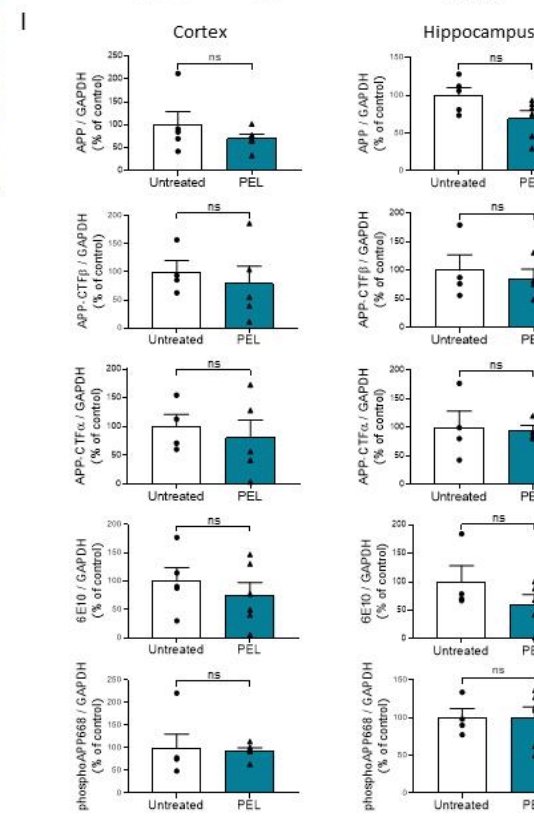 I
Cortex
Hippocampus
APP / GAPDH
(% of control)
250
200
150
100
50
0
ns
Untreated PEL
APP / GAPDH
(% of control)
150
100
50
0
ns
Untreated PE
APP-CTFβ / GAPDH
(% of control)
200
150
100
50
0
ns
Untreated PEL
APP-CTFβ / GAPDH
(% of control)
200
150
100
50
0
ns
Untreated PE
APP-CTFα / GAPDH
(% of control)
200
150
100
50
0
ns
Untreated PEL
APP-CTFα / GAPDH
(% of control)
200
150
100
50
0
ns
Untreated PE
6E10 / GAPDH
(% of control)
200
150
100
50
0
ns
Untreated PEL
6E10 / GAPDH
(% of control)
200
150
100
50
0
ns
Untreated PE
phosphoAPP668 / GAPDH
(% of control)
250
200
150
100
50
0
ns
Untreated PEL
phosphoAPP668 / GAPDH
(% of control)
150
100
50
0
ns
Untreated PE